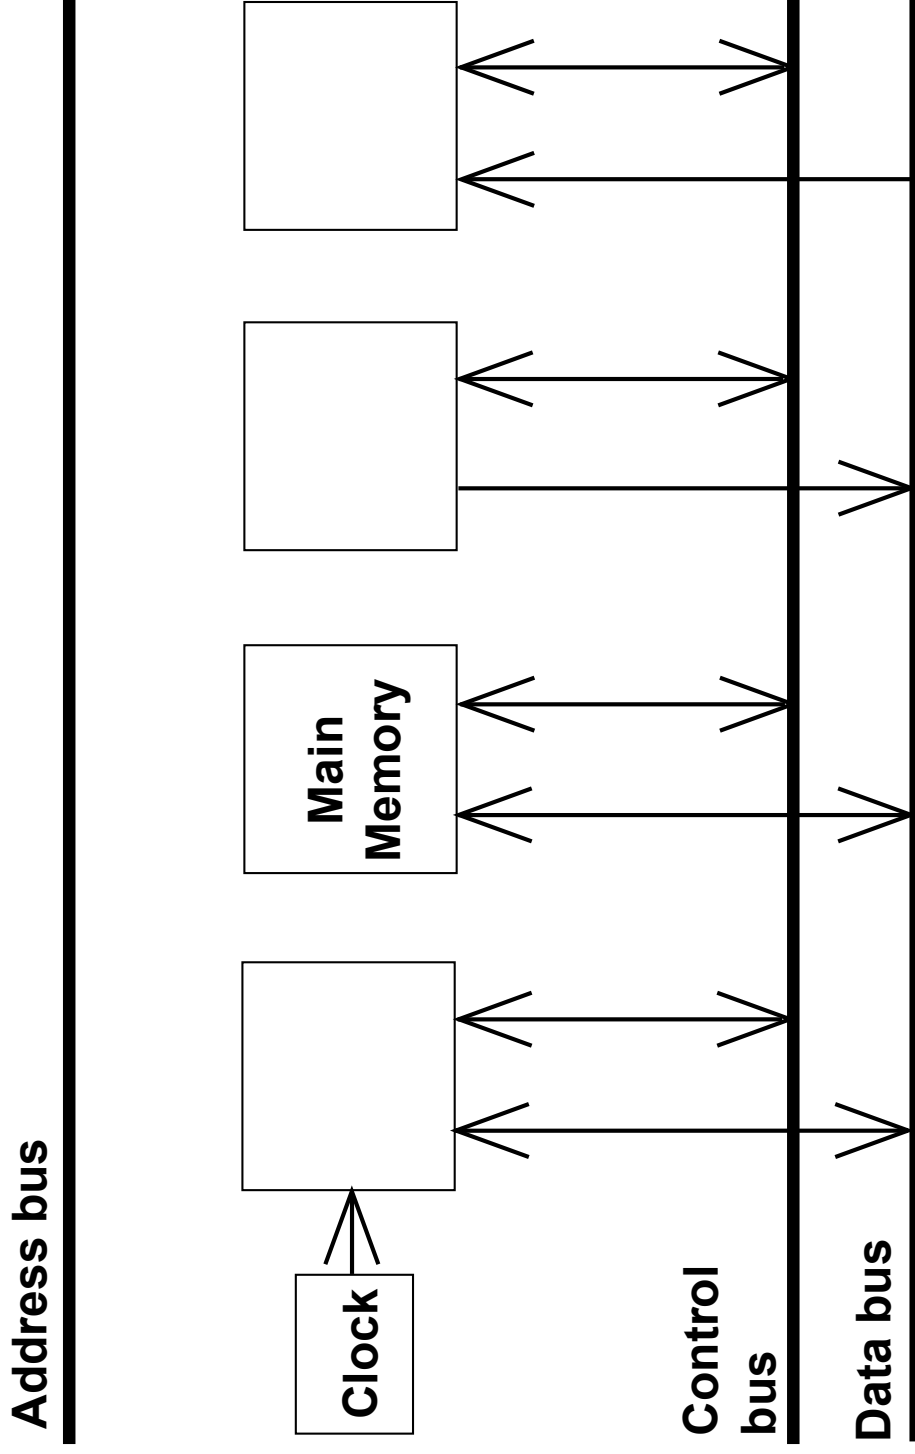 Address bus
Clock
Main
Memory
Control
bus
Data bus